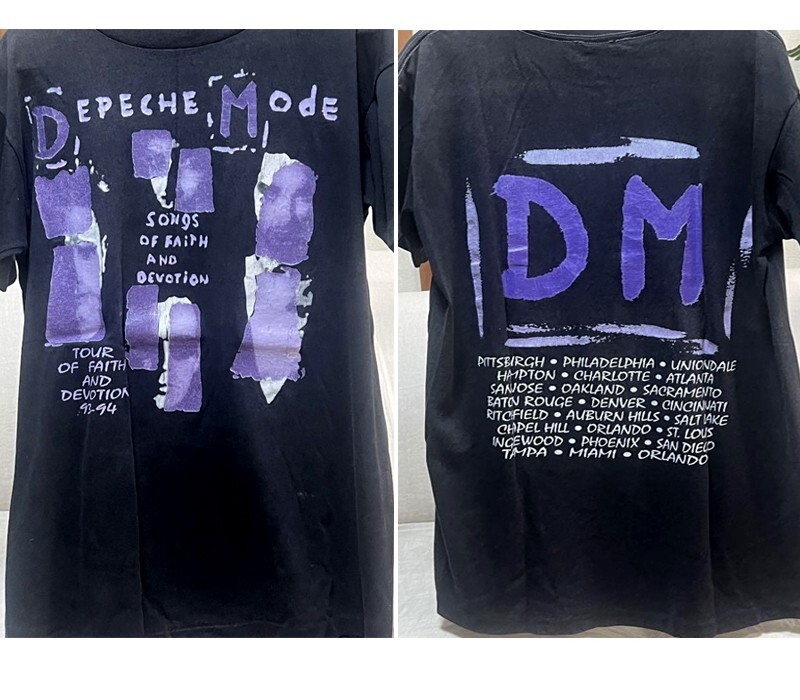 DEPECHE MODE
SONGS
OF FAITH
AND
DEVOTION
TOUR
OF FAITH
AND
DEVOTION
93-94
DM
PITTSBURGH • PHILADELPHIA • UNIONDALE
HAMPTON • CHARLOTTE • ATLANTA
SAN JOSE • OAKLAND • SACRAMENTO
BATON ROUGE • DENVER • CINCINNATI
RITCHFIELD • AUBURN HILLS • SALT LAKE
CHAPEL HILL • ORLANDO • ST. LOUIS
INGLEWOOD • PHOENIX • SAN DIEGO
TAMPA • MIAMI • ORLANDO